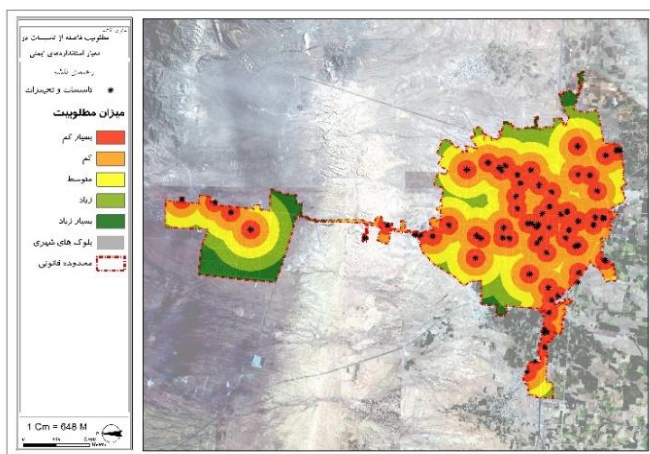 مطلوبیت فاصله از تاسیسات در
معیار استانداردهای ایمنی
راهنمای نقشه
تاسیسات و تجهیزات
میزان مطلوبیت
بسیار کم
کم
متوسط
زیاد
بسیار زیاد
بلوک های شهری
محدوده قانونی
1 Cm = 648 M